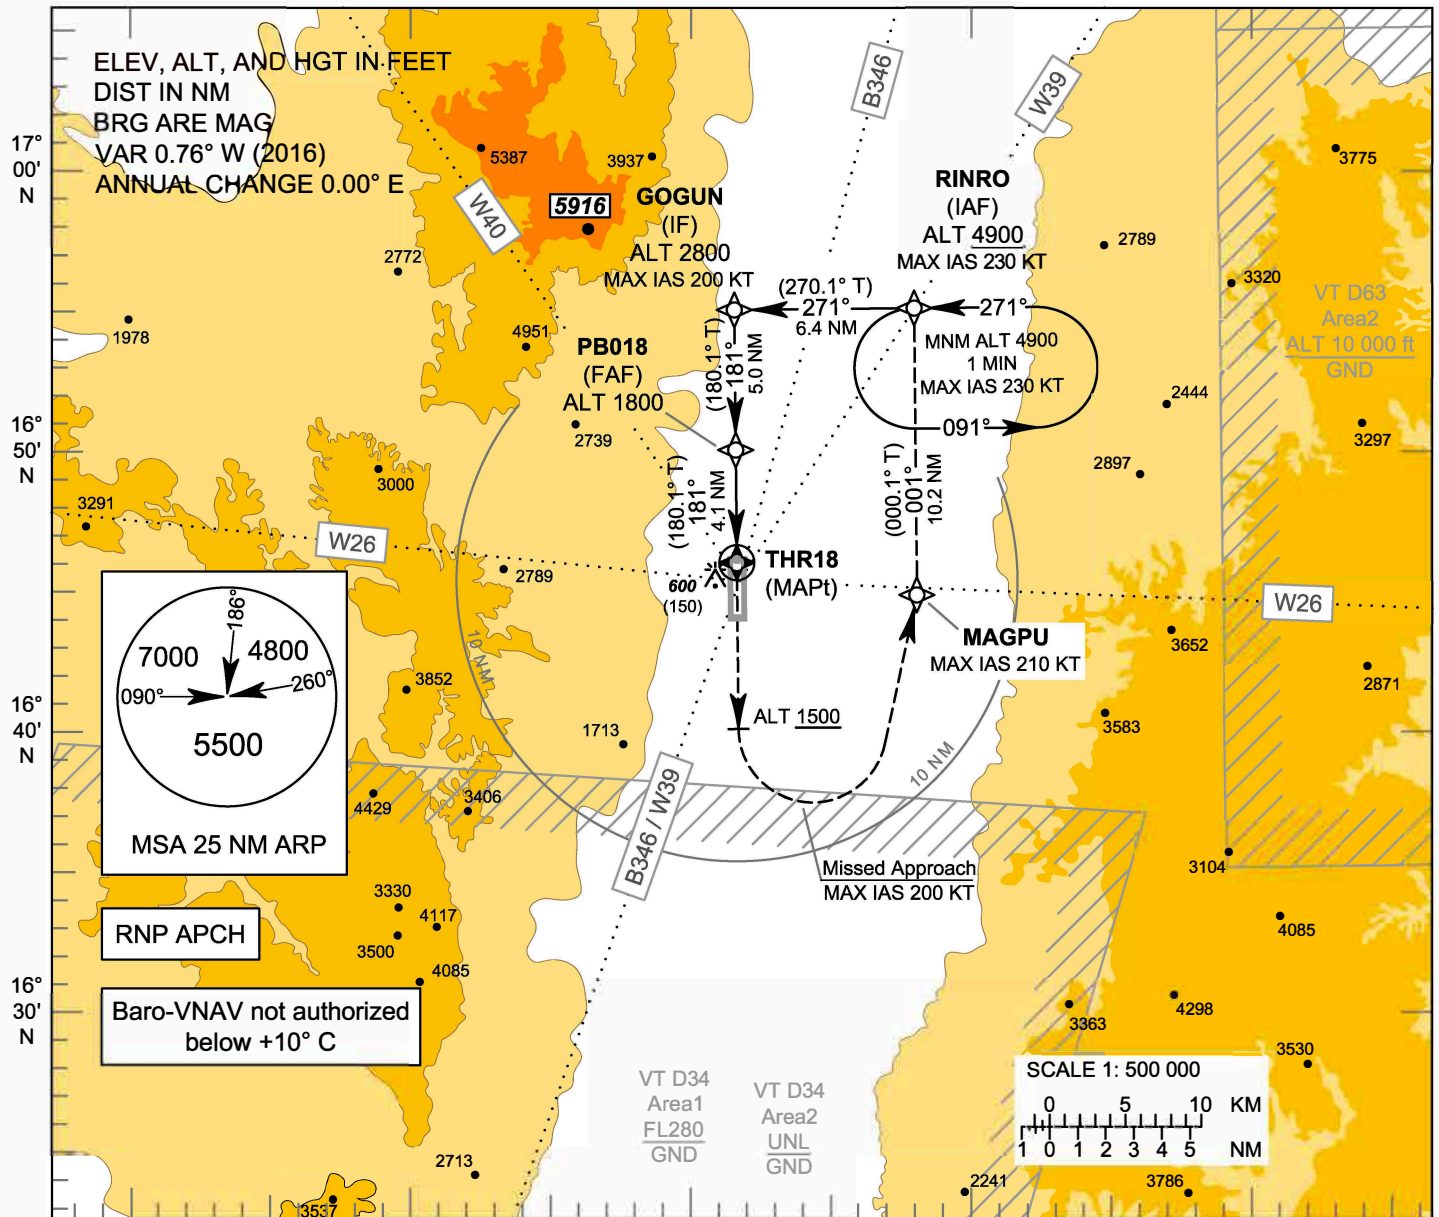 ELEV, ALT, AND HGT IN FEET
DIST IN NM
BRG ARE MAG
VAR 0.76° W (2016)
ANNUAL CHANGE 0.00° E
17°
00'
N
16°
50'
N
16°
40'
N
16°
30'
N
5387
3937
5916
W40
2772
4951
1978
GOGUN
(IF)
ALT 2800
MAX IAS 200 KT
B346
W39
RINRO
(IAF)
ALT 4900
MAX IAS 230 KT
(270.1° T)
271°
6.4 NM
271°
MNM ALT 4900
1 MIN
MAX IAS 230 KT
091°
2789
3775
3320
VT D63
Area2
ALT 10 000 ft
GND
2444
3297
2897
PB018
(FAF)
ALT 1800
2739
(180.1° T)
181°
5.0 NM
(180.1° T)
181°
4.1 NM
(000.1° T)
001°
10.2 NM
3000
3291
W26
2789
600
(150)
THR18
(MAPt)
MAGPU
MAX IAS 210 KT
W26
3652
2871
3583
186°
7000
4800
090°
260°
5500
MSA 25 NM ARP
3852
10 NM
1713
ALT 1500
10 NM
4429
3406
B346 / W39
Missed Approach
MAX IAS 200 KT
3104
4085
3330
4117
3500
4085
RNP APCH
Baro-VNAV not authorized
below +10° C
4298
3363
3530
SCALE 1: 500 000
0 5 10 KM
1 0 1 2 3 4 5 NM
VT D34
Area1
FL280
GND
VT D34
Area2
UNL
GND
2713
3537
2241
3786